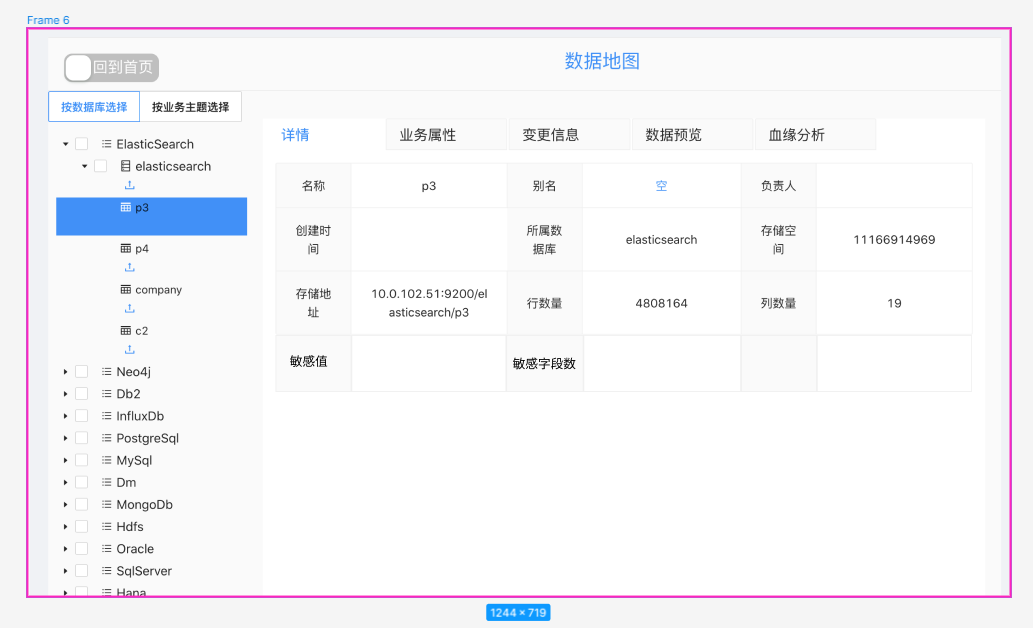 Frame 6
回到首页
数据地图
按数据库选择 按业务主题选择
详情 业务属性 变更信息 数据预览 血缘分析
ElasticSearch
elasticsearch
p3
p4
company
c2
Neo4j
Db2
InfluxDb
PostgreSql
MySql
Dm
MongoDb
Hdfs
Oracle
SqlServer
Hana
名称 p3 别名 空 负责人
创建时
间
所属数
据库
elasticsearch
存储空
间
11166914969
存储地
址
10.0.102.51:9200/el
asticsearch/p3
行数量 4808164 列数量 19
敏感值 敏感字段数
1244 × 719